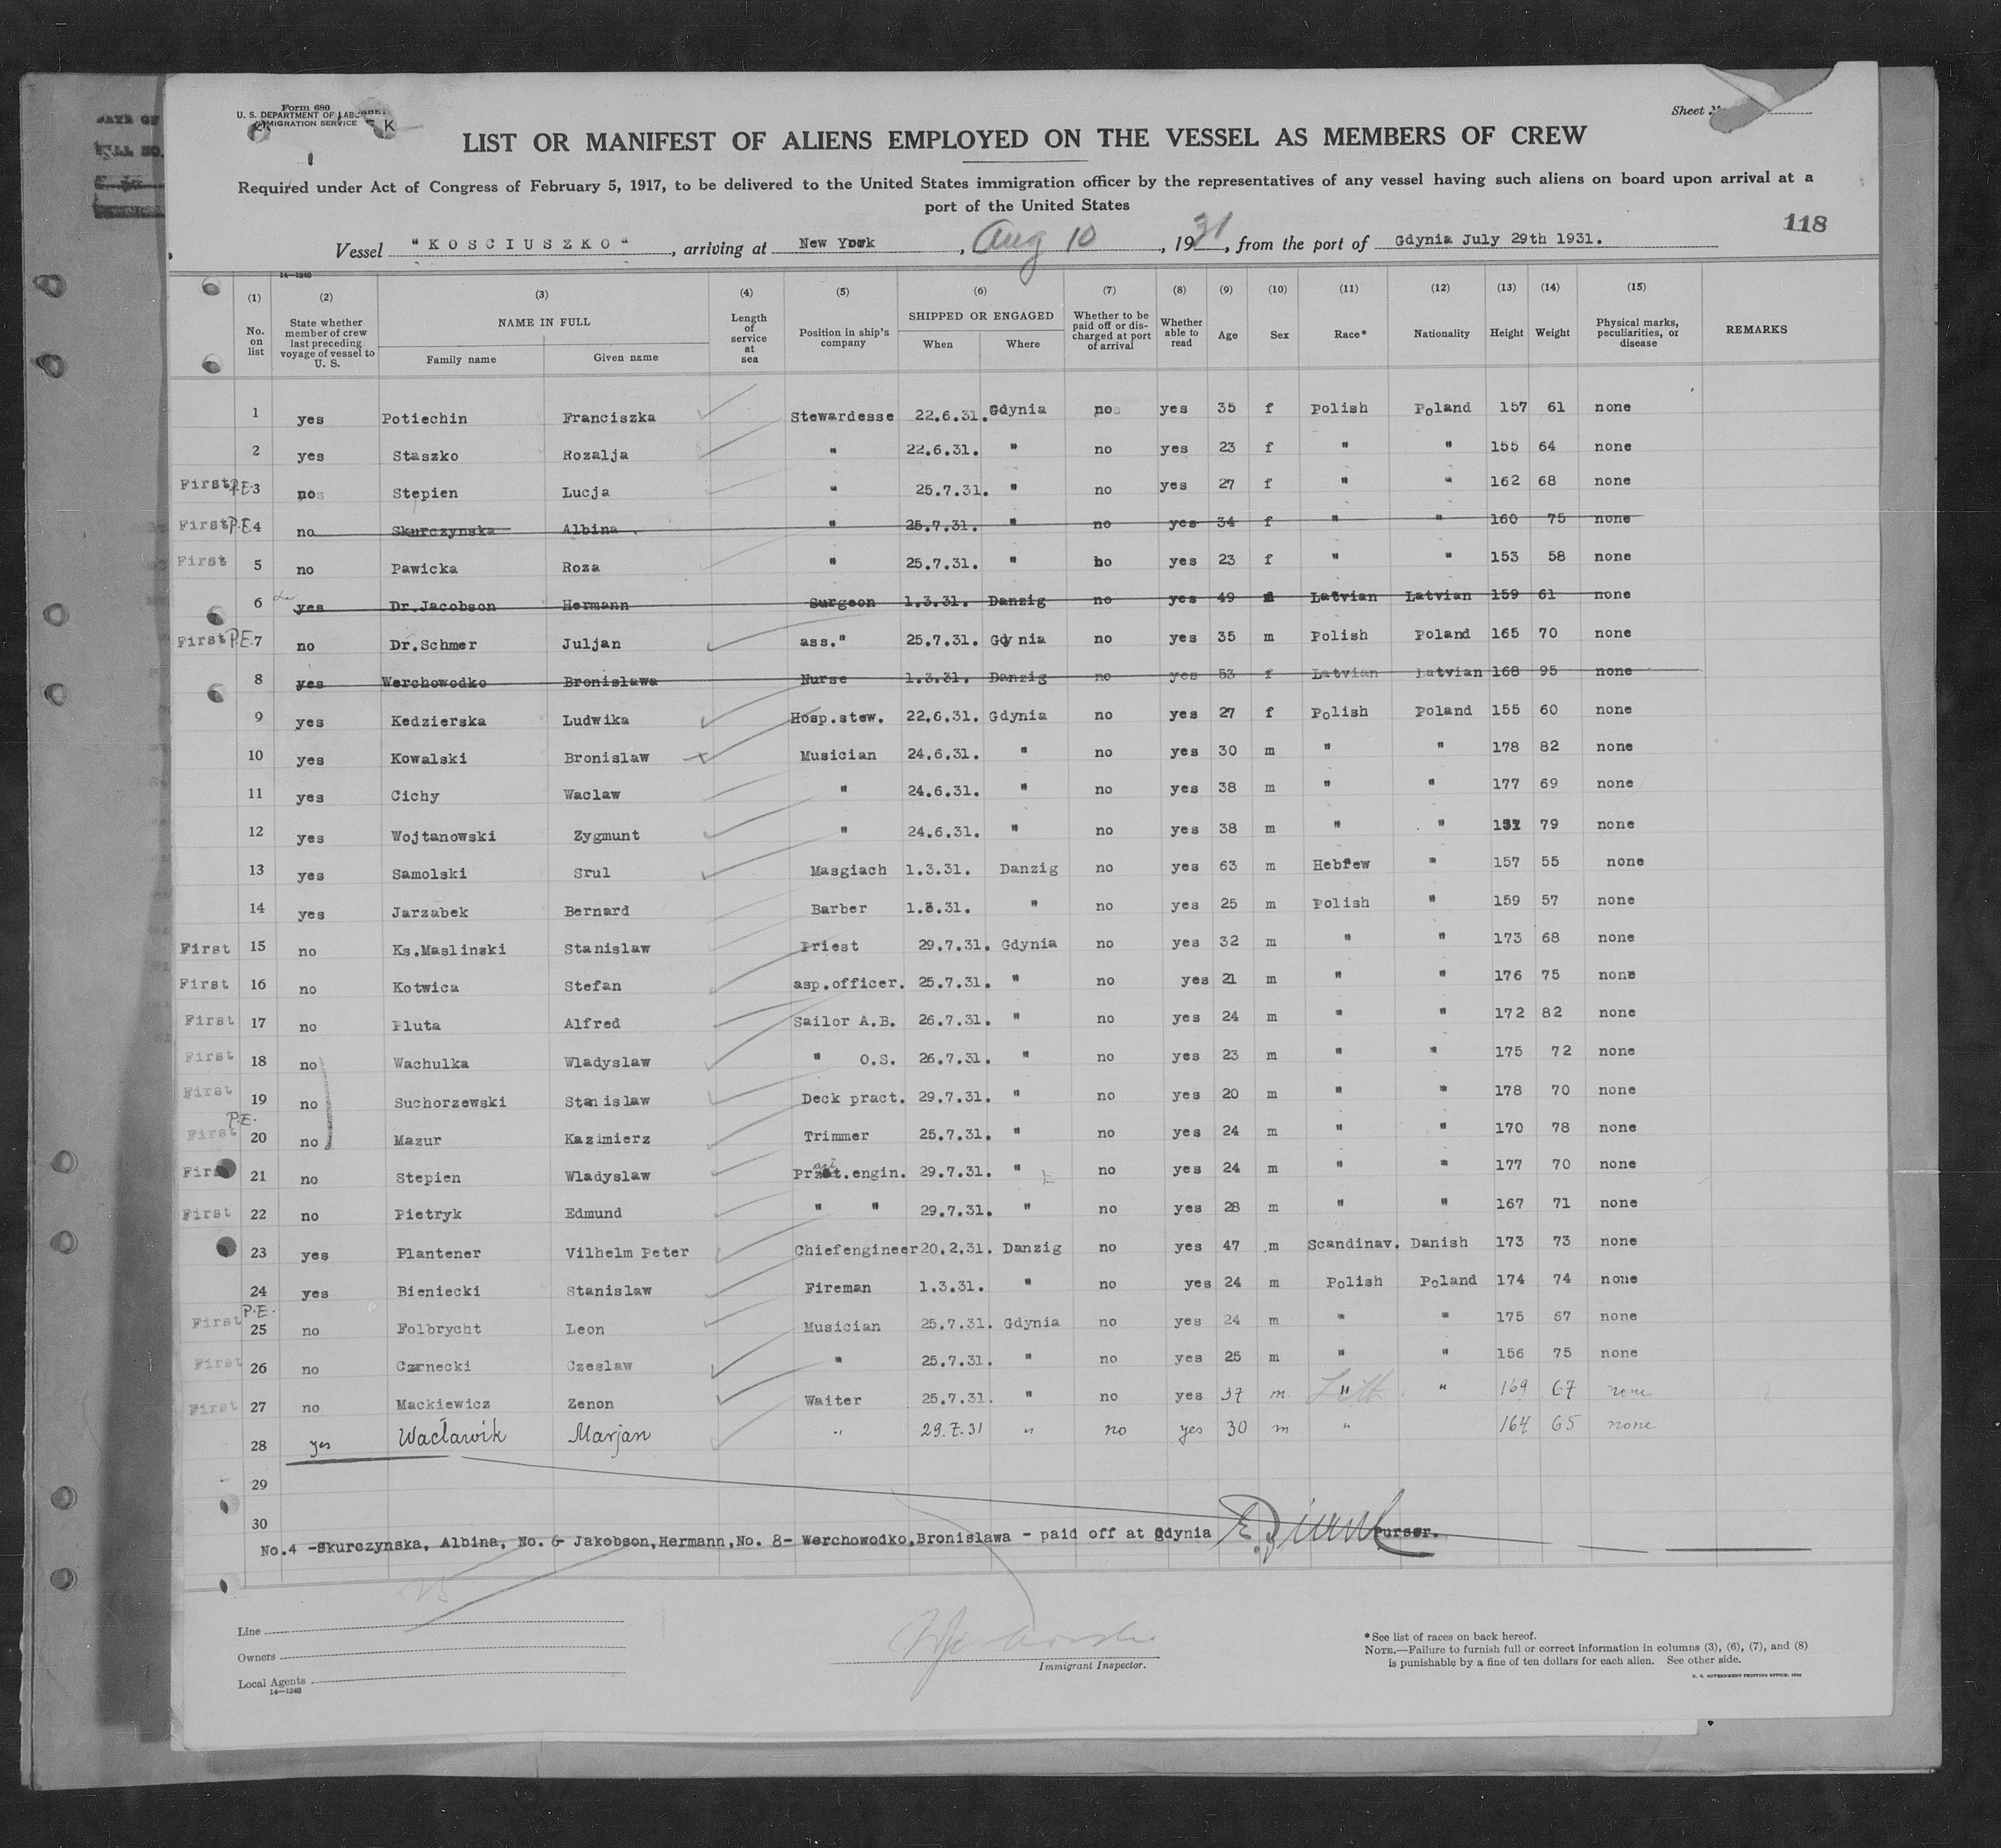 Form 680
U. S. DEPARTMENT OF LABOR
IMMIGRATION SERVICE
K
Sheet
LIST OR MANIFEST OF ALIENS EMPLOYED ON THE VESSEL AS MEMBERS OF CREW
Required under Act of Congress of February 5, 1917, to be delivered to the United States immigration officer by the representatives of any vessel having such aliens on board upon arrival at a
port of the United States
118
Vessel "KOSCIUSZKO", arriving at New York, Aug 10, 1931, from the port of Gdynia July 29th 1931.
14—1240
(1) (2) (3) (4) (5) (6) (7) (8) (9) (10) (11) (12) (13) (14) (15)
No. on list State whether member of crew last preceding voyage of vessel to U. S. NAME IN FULL Family name Given name Length of service at sea Position in ship's company SHIPPED OR ENGAGED When Where Whether to be paid off or discharged at port of arrival Whether able to read Age Sex Race* Nationality Height Weight Physical marks, peculiarities, or disease REMARKS
1 yes Potiechin Franciszka Stewardesse 22.6.31. Gdynia no yes 35 f Polish Poland 157 61 none
2 yes Staszko Rozalja " 22.6.31. " no yes 23 f " " 155 64 none
First P.E. 3 no Stepien Lucja " 25.7.31. " no yes 27 f " " 162 68 none
First P.E. 4 no Skurczynska Albina " 25.7.31. " no yes 34 f " " 160 75 none
First 5 no Pawicka Roza " 25.7.31. " no yes 23 f " " 153 58 none
6 yes Dr.Jacobson Hermann Surgeon 1.3.31. Danzig no yes 49 Latvian Latvian 159 61 none
First P.E. 7 no Dr.Schmer Juljan ass." 25.7.31. Gdynia no yes 35 m Polish Poland 165 70 none
8 yes Werchowodko Bronislawa Nurse 1.3.31. Danzig no yes 53 f Latvian Latvian 168 95 none
9 yes Kedzierska Ludwika Hosp.stew. 22.6.31. Gdynia no yes 27 f Polish Poland 155 60 none
10 yes Kowalski Bronislaw Musician 24.6.31. " no yes 30 m " " 178 82 none
11 yes Cichy Waclaw " 24.6.31. " no yes 38 m " " 177 69 none
12 yes Wojtanowski Zygmunt " 24.6.31. " no yes 38 m " " 79 none
13 yes Samolski Srul Masgiach 1.3.31. Danzig no yes 63 m Hebrew " 157 55 none
14 yes Jarzabek Bernard Barber 1.3.31. " no yes 25 m Polish " 159 57 none
First 15 no Ks.Maslinski Stanislaw Priest 29.7.31. Gdynia no yes 32 m " " 173 68 none
First 16 no Kotwica Stefan asp.officer. 25.7.31. " no yes 21 m " " 176 75 none
First 17 no Pluta Alfred Sailor A.B. 26.7.31. " no yes 24 m " " 172 82 none
First 18 no Wachulka Wladyslaw " O.S. 26.7.31. " no yes 23 m " " 175 72 none
First 19 no Suchorzewski Stanislaw Deck pract. 29.7.31. " no yes 20 m " " 178 70 none
First P.E. 20 no Mazur Kazimierz Trimmer 25.7.31. " no yes 24 m " " 170 78 none
First 21 no Stepien Wladyslaw engin. 29.7.31. " no yes 24 m " " 177 70 none
First 22 no Pietryk Edmund " " 29.7.31. " no yes 28 m " " 167 71 none
23 yes Plantener Vilhelm Peter Chiefengineer 20.2.31. Danzig no yes 47 m Scandinav. Danish 173 73 none
24 yes Bieniecki Stanislaw Fireman 1.3.31. " no yes 24 m Polish Poland 174 74 none
First P.E. 25 no Folbrycht Leon Musician 25.7.31. Gdynia no yes 24 m " " 175 67 none
First 26 no Czrnecki Czeslaw " 25.7.31. " no yes 25 m " " 156 75 none
First 27 no Mackiewicz Zenon Waiter 25.7.31. " no yes 37 m Lith " " 169 67 none
28 yes Wacławik Marjan " 29.7.31 " no yes 30 m " 164 65 none
29
30
No.4 -Skurczynska, Albina, No. 6- Jakobson,Hermann,No. 8- Werchowodko,Bronislawa - paid off at Gdynia Purser.
Line
Owners
Local Agents
14—1240
Immigrant Inspector.
*See list of races on back hereof.
NOTE.—Failure to furnish full or correct information in columns (3), (6), (7), and (8)
is punishable by a fine of ten dollars for each alien. See other side.
U. S. GOVERNMENT PRINTING OFFICE: